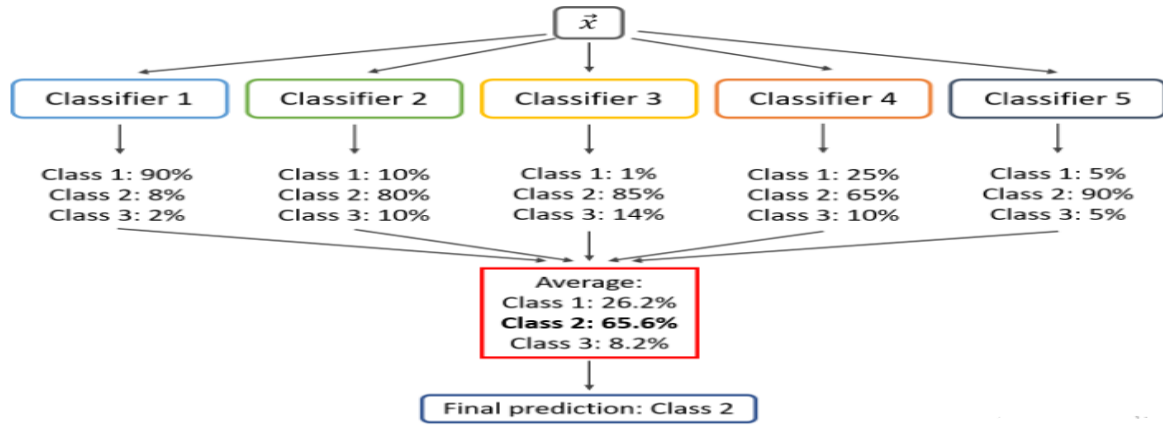 x⃗
Classifier 1
Classifier 2
Classifier 3
Classifier 4
Classifier 5
Class 1: 90%
Class 2: 8%
Class 3: 2%
Class 1: 10%
Class 2: 80%
Class 3: 10%
Class 1: 1%
Class 2: 85%
Class 3: 14%
Class 1: 25%
Class 2: 65%
Class 3: 10%
Class 1: 5%
Class 2: 90%
Class 3: 5%
Average:
Class 1: 26.2%
Class 2: 65.6%
Class 3: 8.2%
Final prediction: Class 2